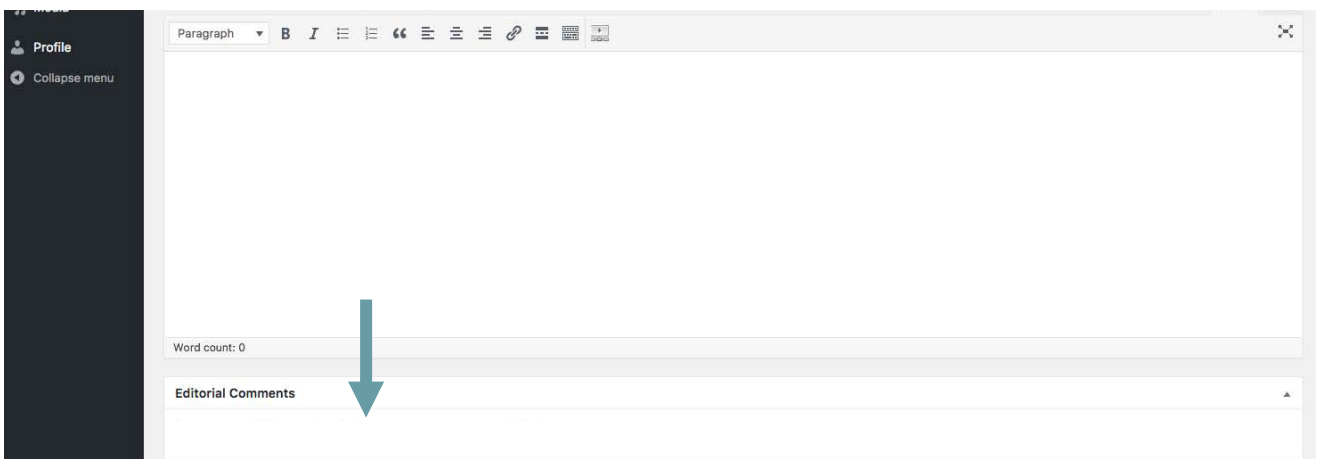 Profile
Collapse menu
Paragraph
Word count: 0
Editorial Comments